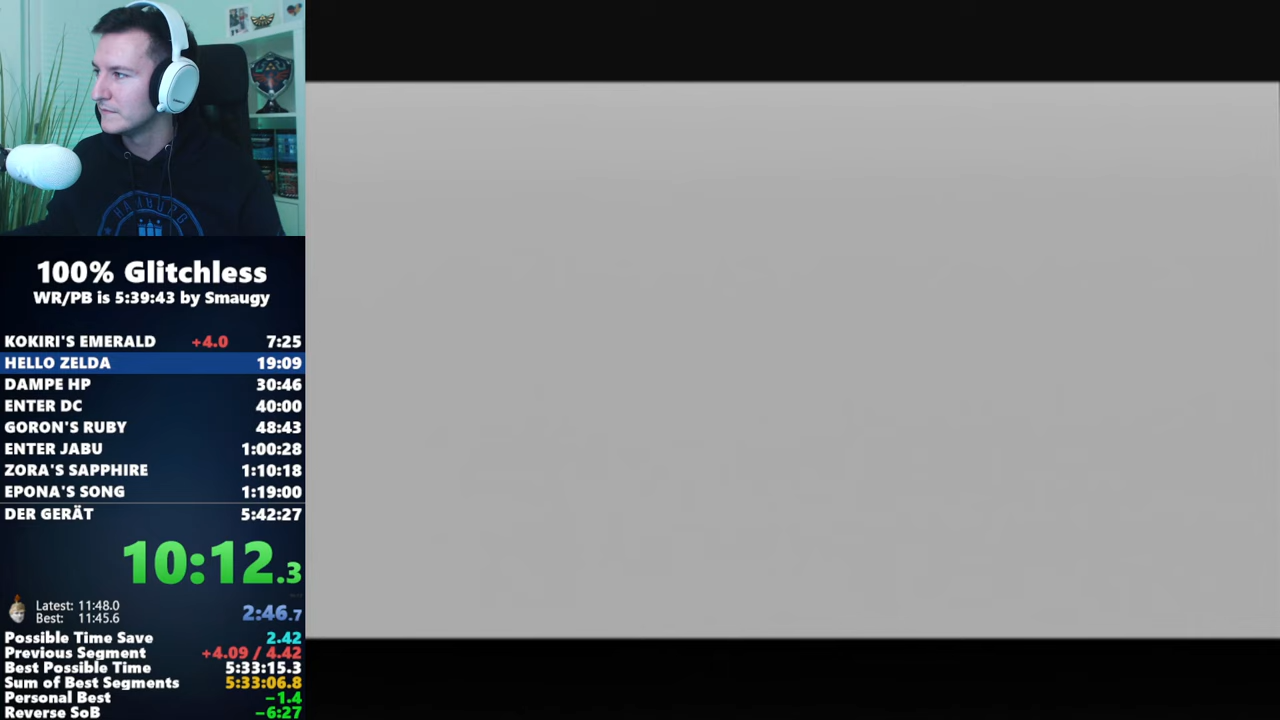 HAMBURG
100% Glitchless
WR/PB is 5:39:43 by Smaugy
KOKIRI'S EMERALD +4.0 7:25
HELLO ZELDA 19:09
DAMPE HP 30:46
ENTER DC 40:00
GORON'S RUBY 48:43
ENTER JABU 1:00:28
ZORA'S SAPPHIRE 1:10:18
EPONA'S SONG 1:19:00
DER GERÄT 5:42:27
10:12.3
Latest: 11:48.0
Best: 11:45.6
2:46.7
Possible Time Save 2.42
Previous Segment +4.09 / 4.42
Best Possible Time 5:33:15.3
Sum of Best Segments 5:33:06.8
Personal Best −1.4
Reverse SoB −6:27